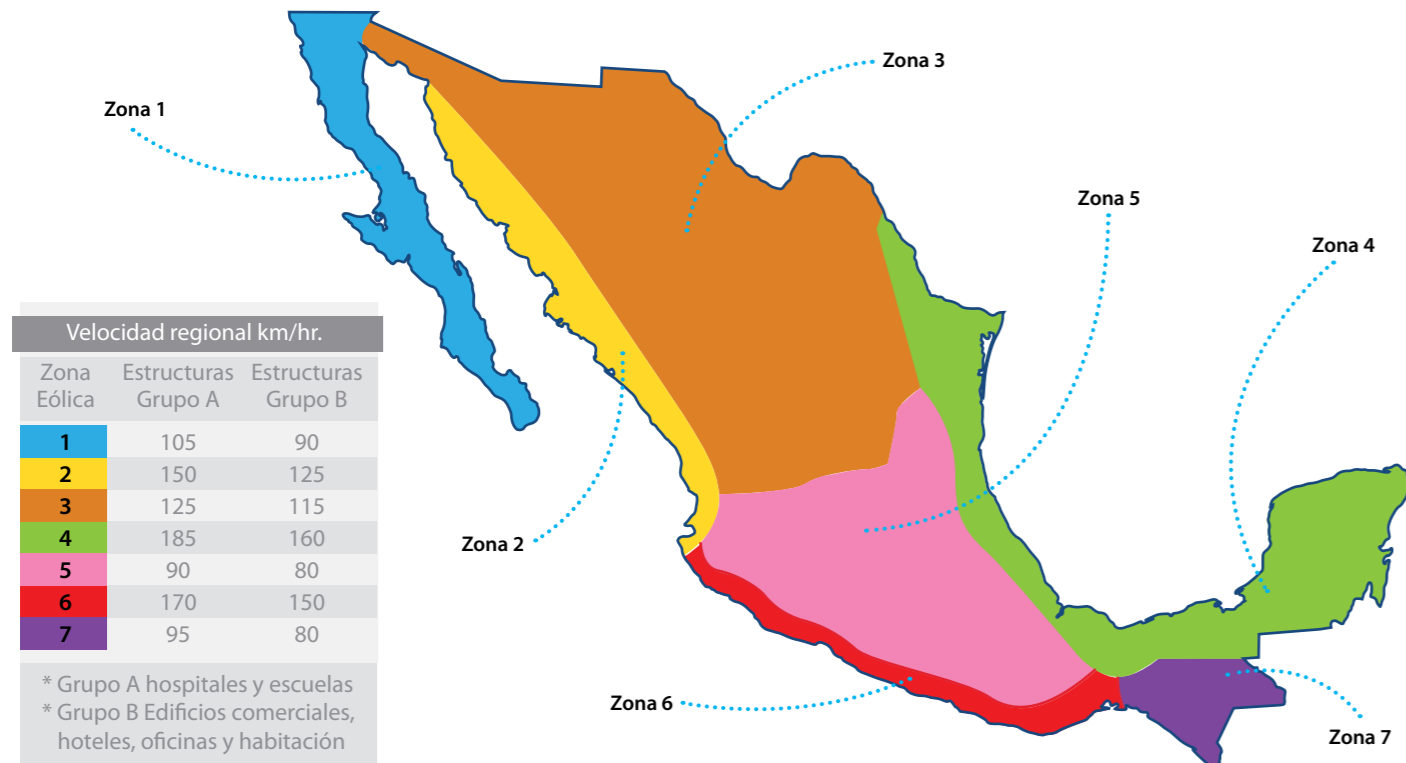 Zona 3
Zona 1
Zona 5
Zona 4
Velocidad regional km/hr.
Zona Estructuras Estructuras
Eólica Grupo A Grupo B
1 105 90
2 150 125
3 125 115
4 185 160
5 90 80
6 170 150
7 95 80
* Grupo A hospitales y escuelas
* Grupo B Edificios comerciales,
hoteles, oficinas y habitación
Zona 2
Zona 6
Zona 7